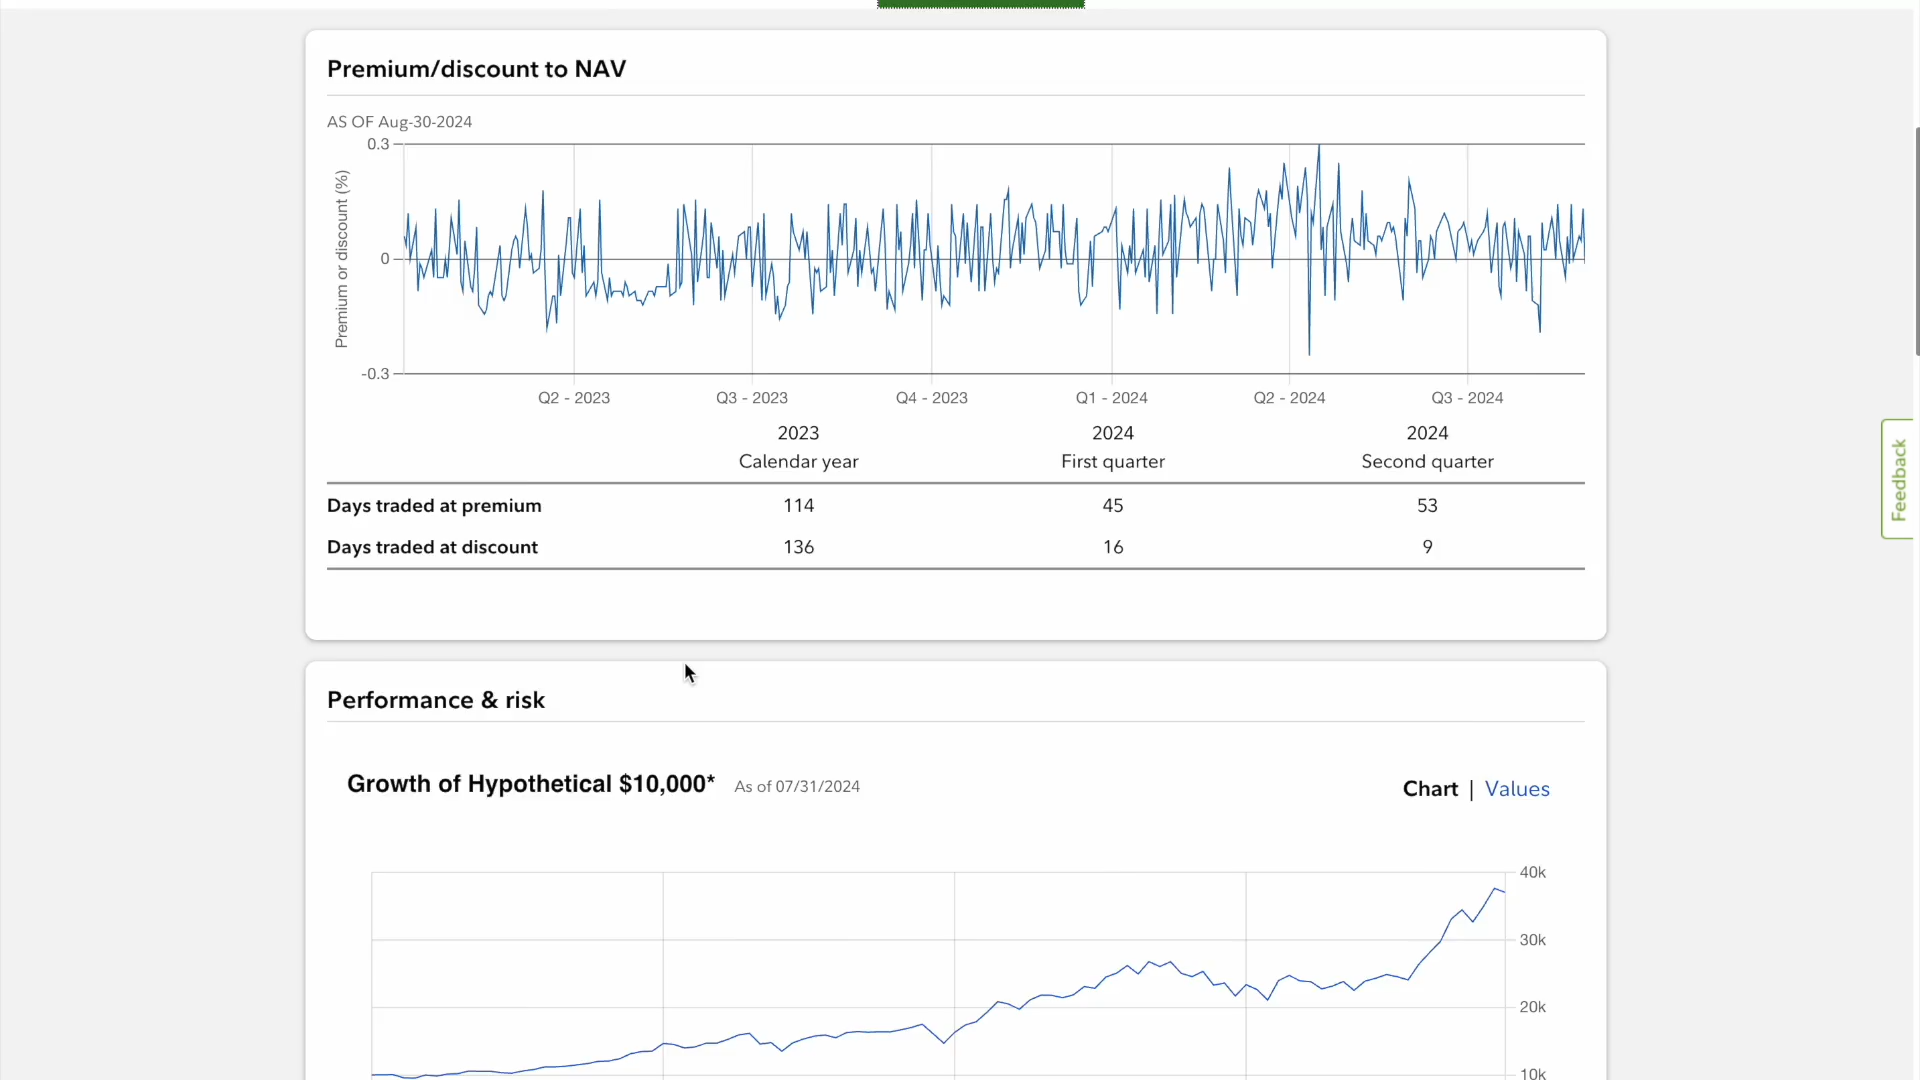 Premium/discount to NAV
AS OF Aug-30-2024
0.3
0
-0.3
Premium or discount (%)
Q2 - 2023 Q3 - 2023 Q4 - 2023 Q1 - 2024 Q2 - 2024 Q3 - 2024
2023 2024 2024
Calendar year First quarter Second quarter
Days traded at premium 114 45 53
Days traded at discount 136 16 9
Feedback
Performance & risk
Growth of Hypothetical $10,000* As of 07/31/2024
Chart | Values
40k
30k
20k
10k